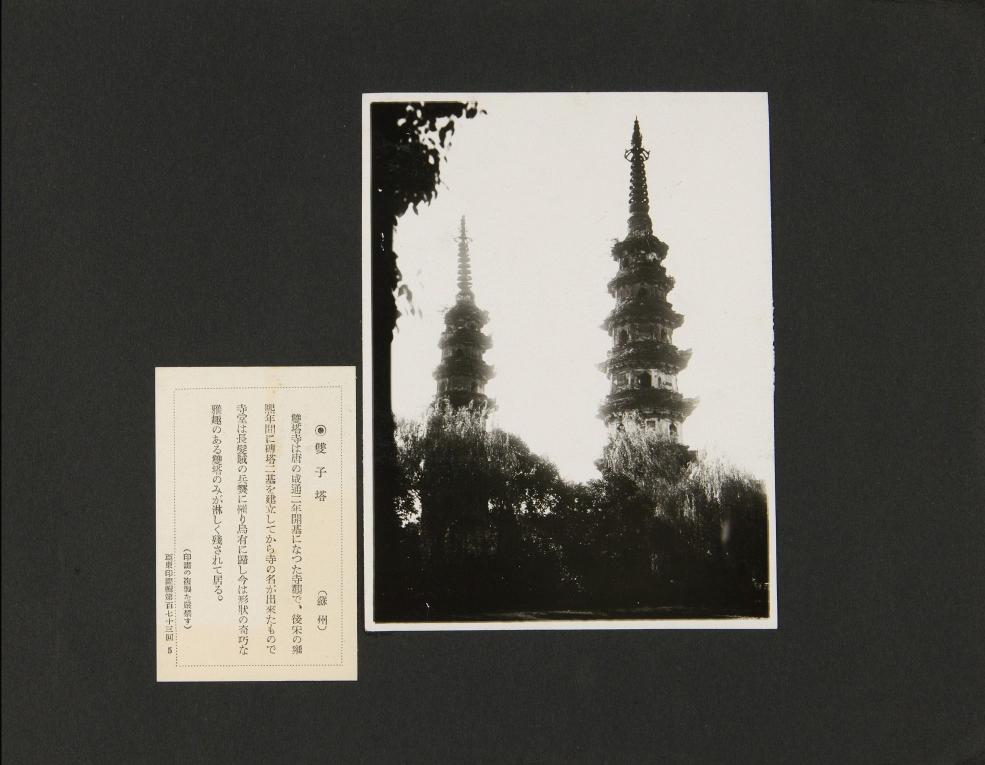 ◉雙子塔　（蘇州）
雙塔寺は唐の咸通二年開基になつた寺觀で、後宋の雍
熙年間に磚塔二基を建立してから寺の名が出來たもので
寺堂は長髮賊の兵燹に罹り烏有に歸し今は形狀の奇巧な
雅趣のある雙塔のみが淋しく殘されて居る。
（印畫の複製を嚴禁す）
亞東印畫輯第百七十三回　5